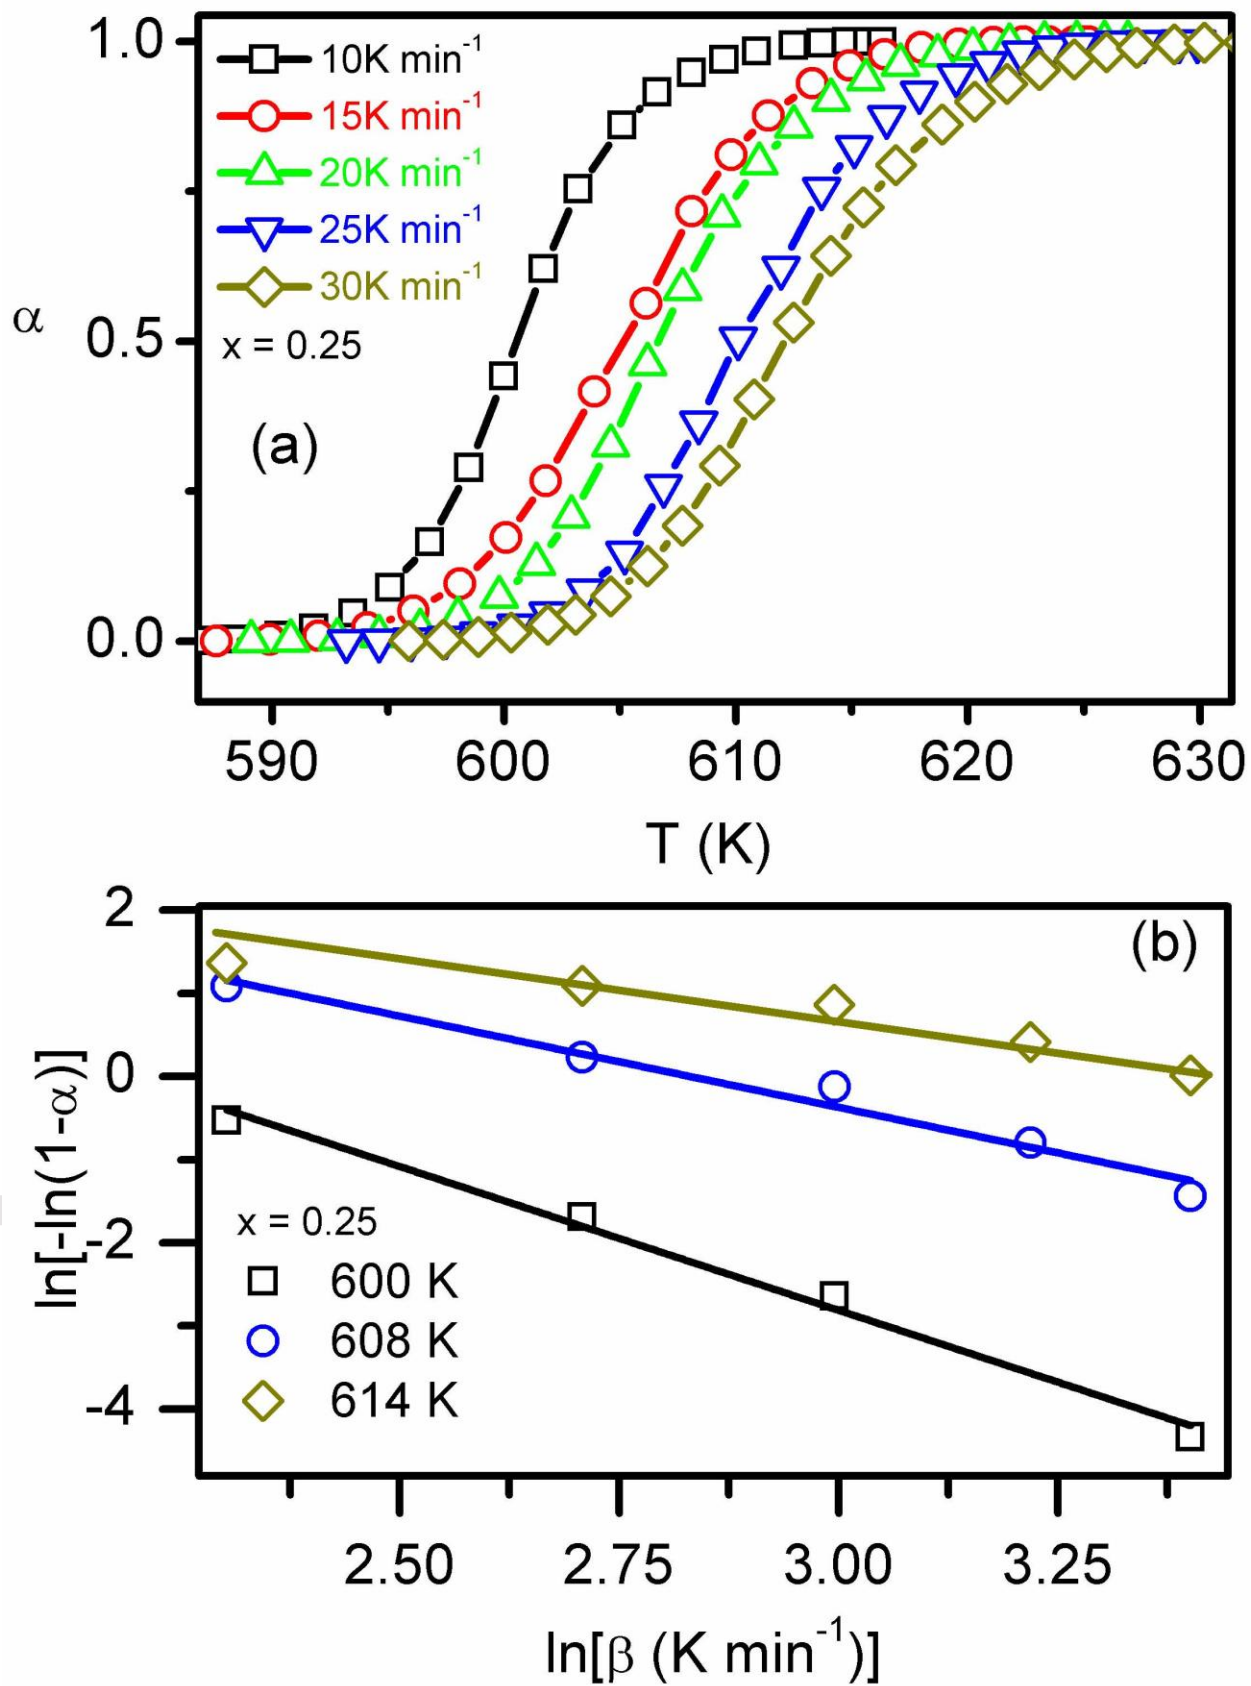 1.0
10K min⁻¹
15K min⁻¹
20K min⁻¹
25K min⁻¹
30K min⁻¹
α
0.5
x = 0.25
(a)
0.0
590 600 610 620 630
T (K)
2
(b)
0
ln[-ln(1-α)]
-2
x = 0.25
600 K
608 K
614 K
-4
2.50 2.75 3.00 3.25
ln[β (K min⁻¹)]